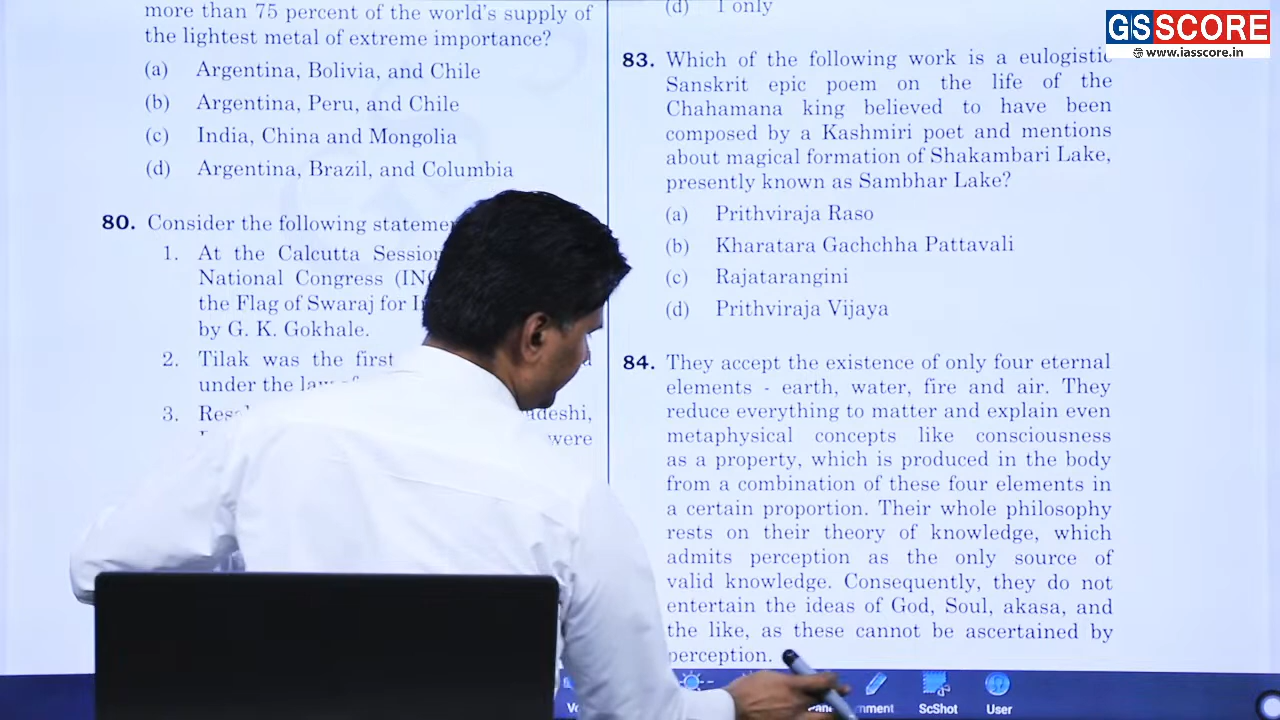 more than 75 percent of the world's supply of
the lightest metal of extreme importance?
(a) Argentina, Bolivia, and Chile
(b) Argentina, Peru, and Chile
(c) India, China and Mongolia
(d) Argentina, Brazil, and Columbia
80. Consider the following
1. At the Calcutta
National Congress
the Flag of Swaraj for
by G. K. Gokhale.
2. Tilak was the first
under the
3.
were
(d) 1 only
83. Which of the following work is a eulogistic
Sanskrit epic poem on the life of the
Chahamana king believed to have been
composed by a Kashmiri poet and mentions
about magical formation of Shakambari Lake,
presently known as Sambhar Lake?
(a) Prithviraja Raso
(b) Kharatara Gachchha Pattavali
(c) Rajatarangini
(d) Prithviraja Vijaya
84. They accept the existence of only four eternal
elements - earth, water, fire and air. They
reduce everything to matter and explain even
metaphysical concepts like consciousness
as a property, which is produced in the body
from a combination of these four elements in
a certain proportion. Their whole philosophy
rests on their theory of knowledge, which
admits perception as the only source of
valid knowledge. Consequently, they do not
entertain the ideas of God, Soul, akasa, and
the like, as these cannot be ascertained by
perception.
ScShot User
GSSCORE
www.iasscore.in